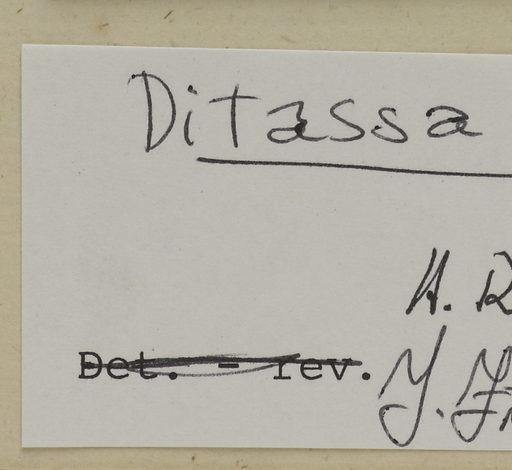 Ditassa
H. R
Det. - rev. Y.